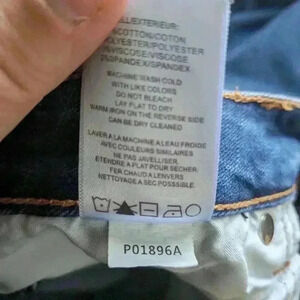 /EXTERIEUR:
COTTON/COTON
POLYESTER/POLYESTER
VISCOSE/VISCOSE
SPANDEX/SPANDEX
MACHINE WASH COLD
WITH LIKE COLORS
DO NOT BLEACH
LAY FLAT TO DRY
WARM IRON ON THE REVERSE SIDE
CAN BE DRY CLEANED
LAVER A LA MACHINE A L'EAU FROIDE
AVEC COULEURS SIMILAIRES
NE PAS JAVELLISER.
ETENDRE A PLAT POUR SECHER
FER CHAUD A L'ENVERS
NETTOYAGE A SEC POSSSIBLE.
P01896A